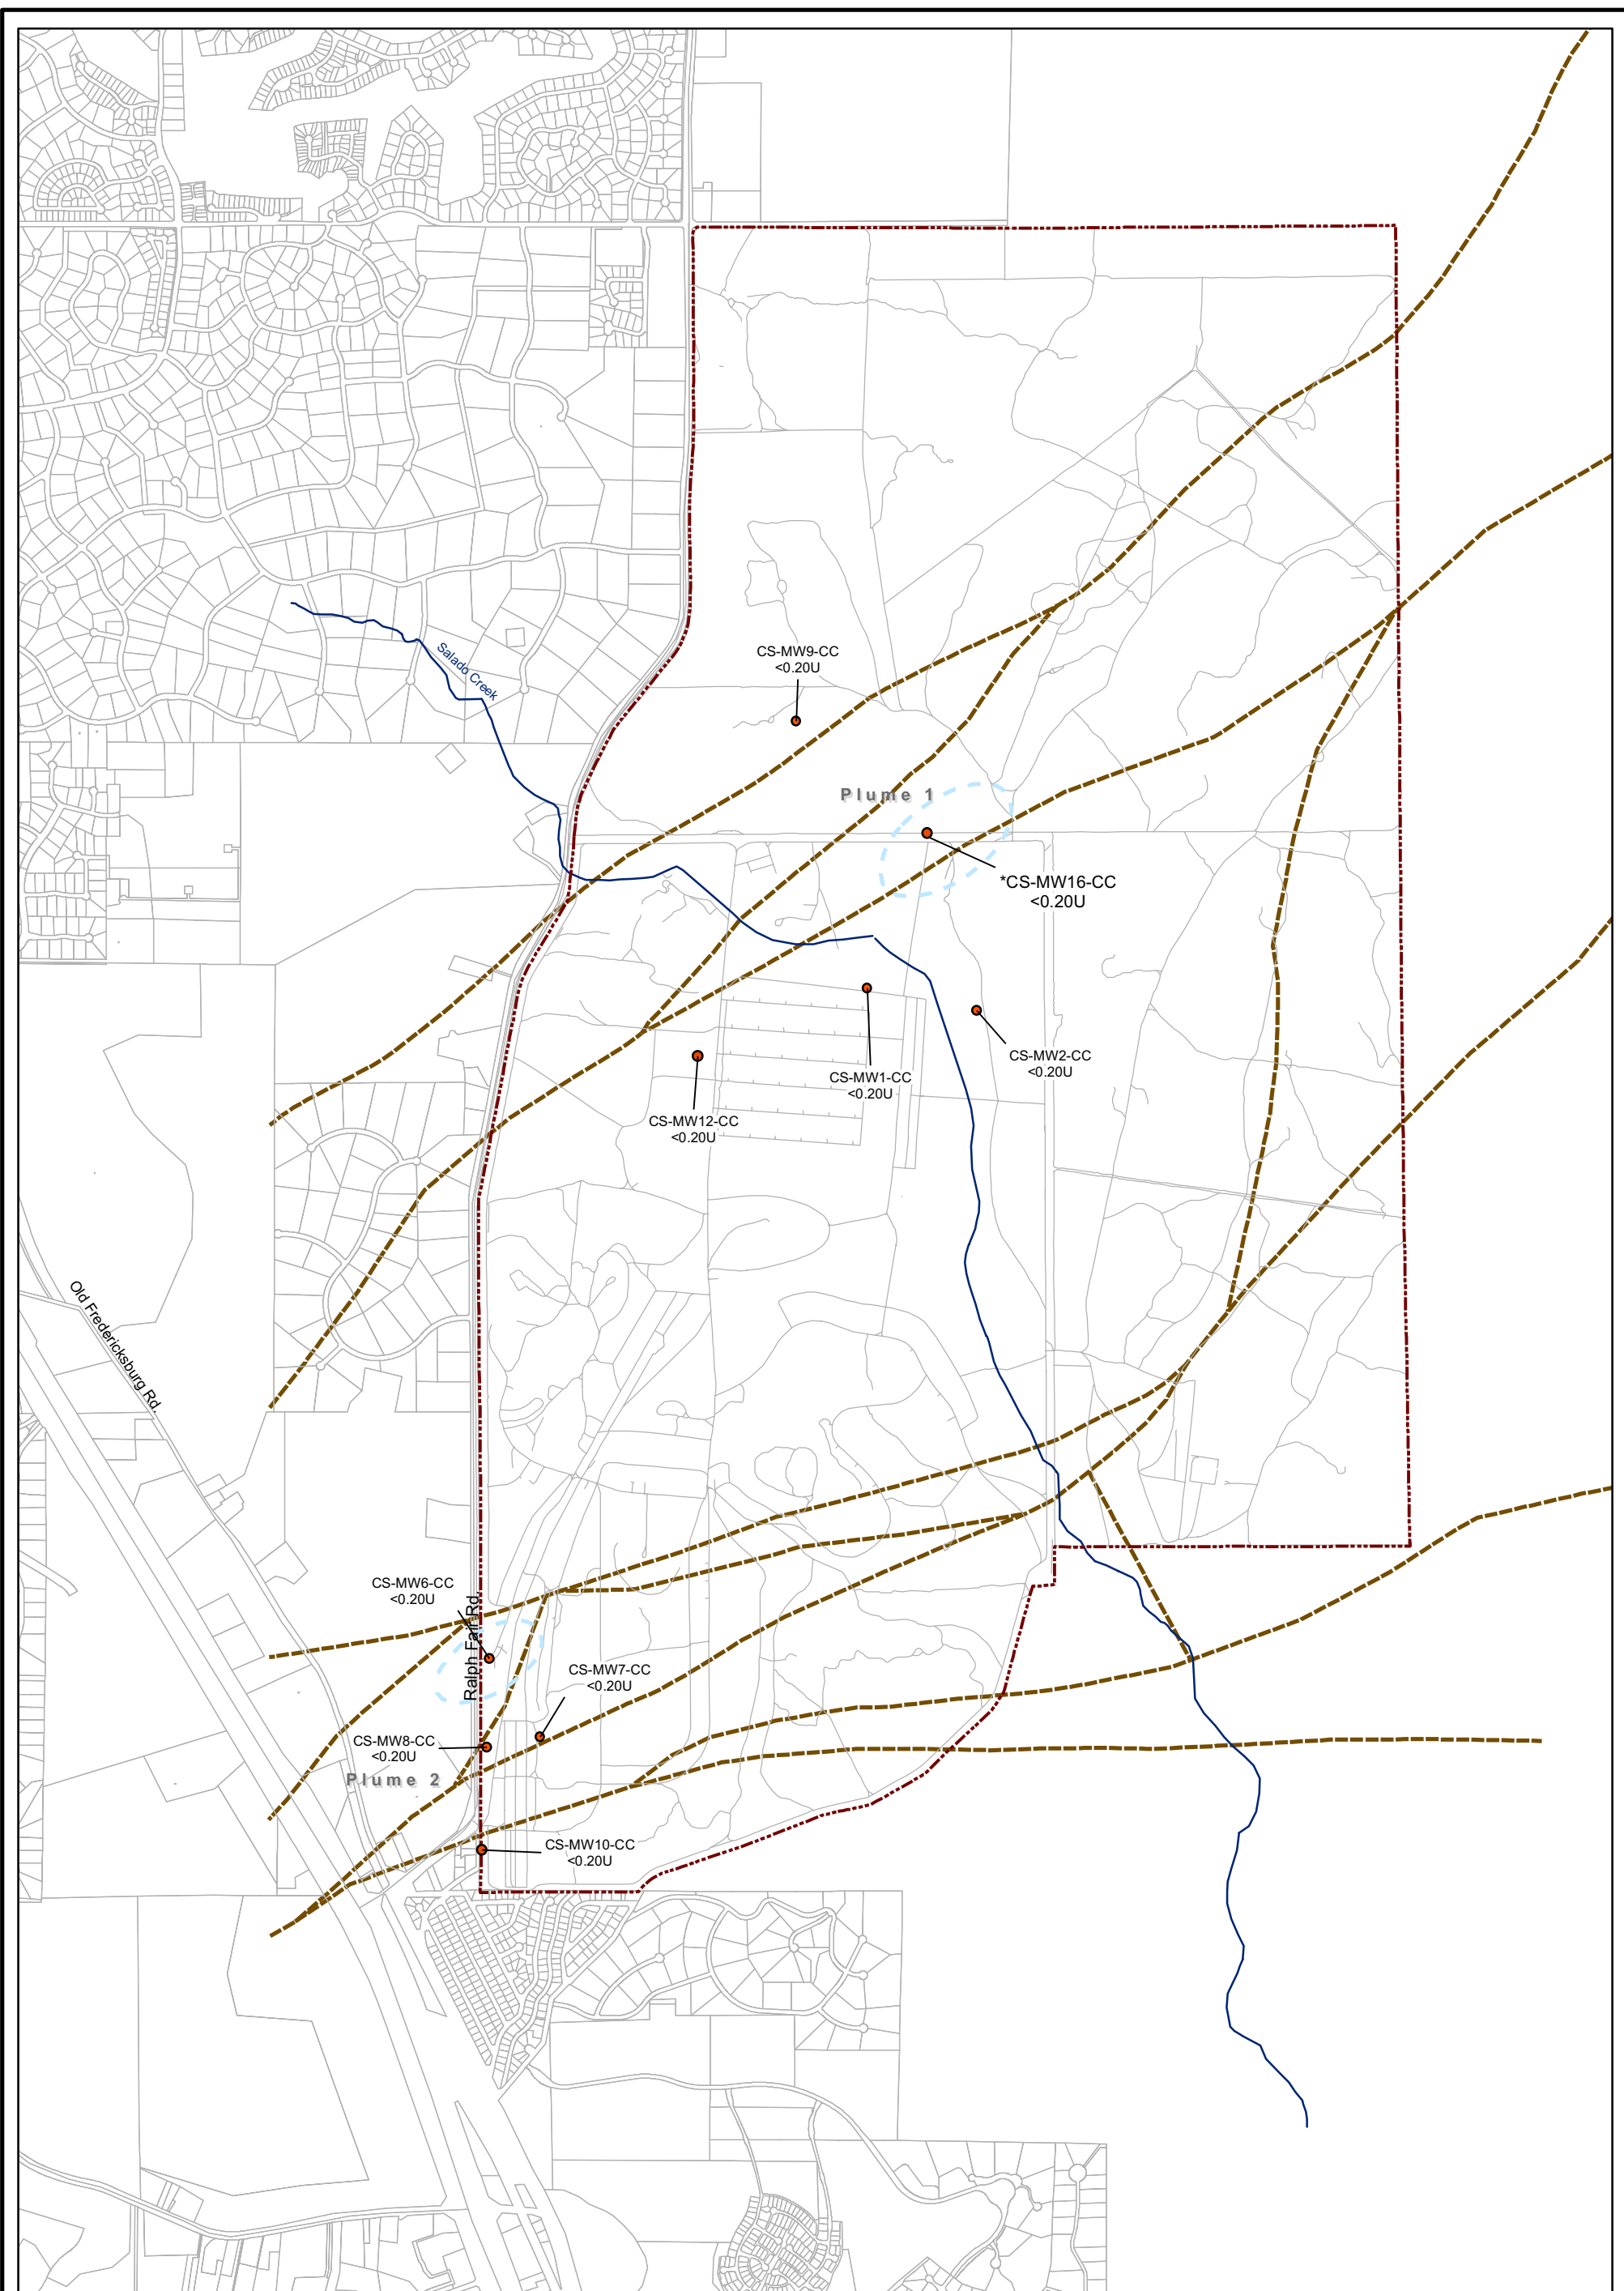 Salado Creek
CS-MW9-CC
<0.20U
Plume 1
*CS-MW16-CC
<0.20U
CS-MW2-CC
<0.20U
CS-MW1-CC
<0.20U
CS-MW12-CC
<0.20U
Old Fredericksburg Rd.
CS-MW6-CC
<0.20U
Ralph Fair Rd
CS-MW7-CC
<0.20U
CS-MW8-CC
<0.20U
Plume 2
CS-MW10-CC
<0.20U